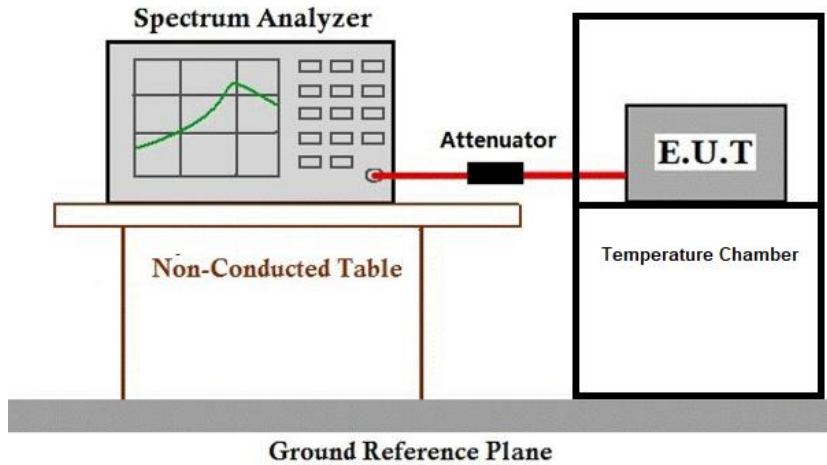 Spectrum Analyzer
Attenuator
E.U.T
Non-Conducted Table
Temperature Chamber
Ground Reference Plane